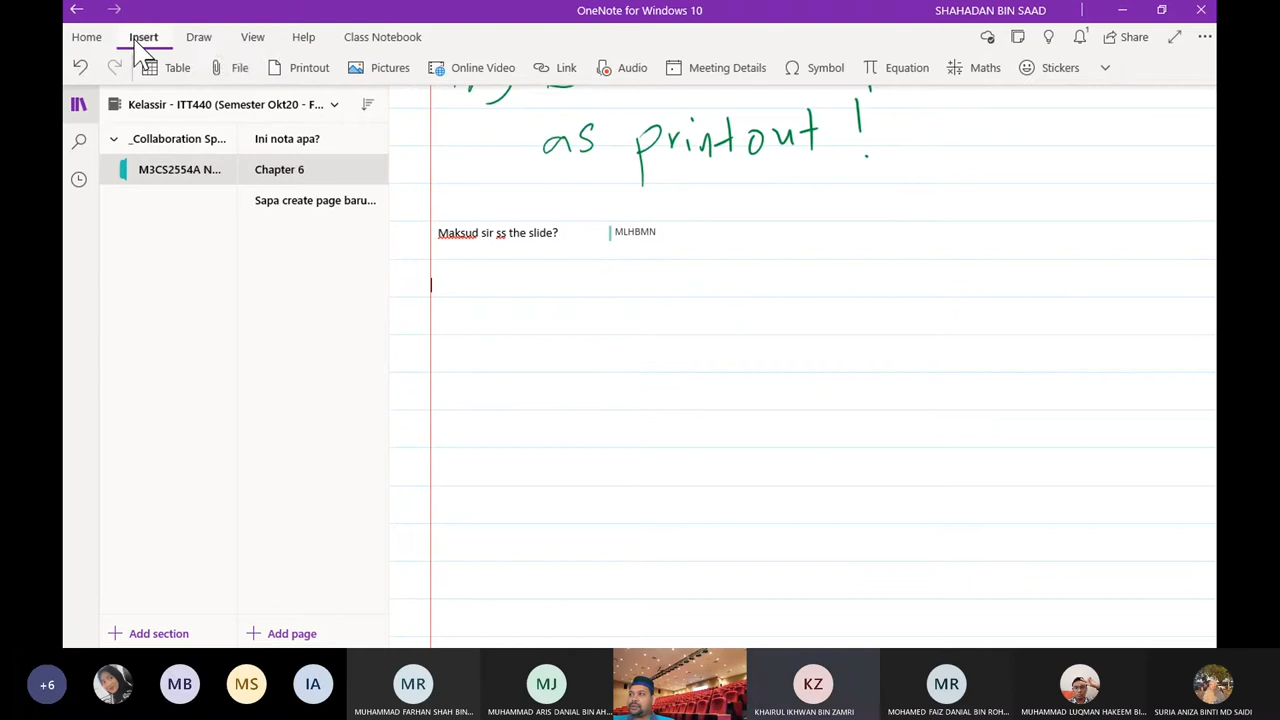 OneNote for Windows 10
SHAHADAN BIN SAAD
Home
Insert
Draw
View
Help
Class Notebook
1
Share
Table
File
Printout
Pictures
Online Video
Link
Audio
Meeting Details
Symbol
Equation
Maths
Stickers
Kelassir - ITT440 (Semester Okt20 - F...
_Collaboration Sp...
Ini nota apa?
M3CS2554A N...
Chapter 6
Sapa create page baru...
as printout !
Maksud sir ss the slide?
MLHBMN
Add section
Add page
+6
MB
MS
IA
MR
MUHAMMAD FARHAN SHAH BIN...
MJ
MUHAMMAD ARIS DANIAL BIN AH...
KZ
KHAIRUL IKHWAN BIN ZAMRI
MR
MOHAMED FAIZ DANIAL BIN ROH...
MUHAMMAD LUQMAN HAKEEM BI...
SURIA ANIZA BINTI MD SAIDI